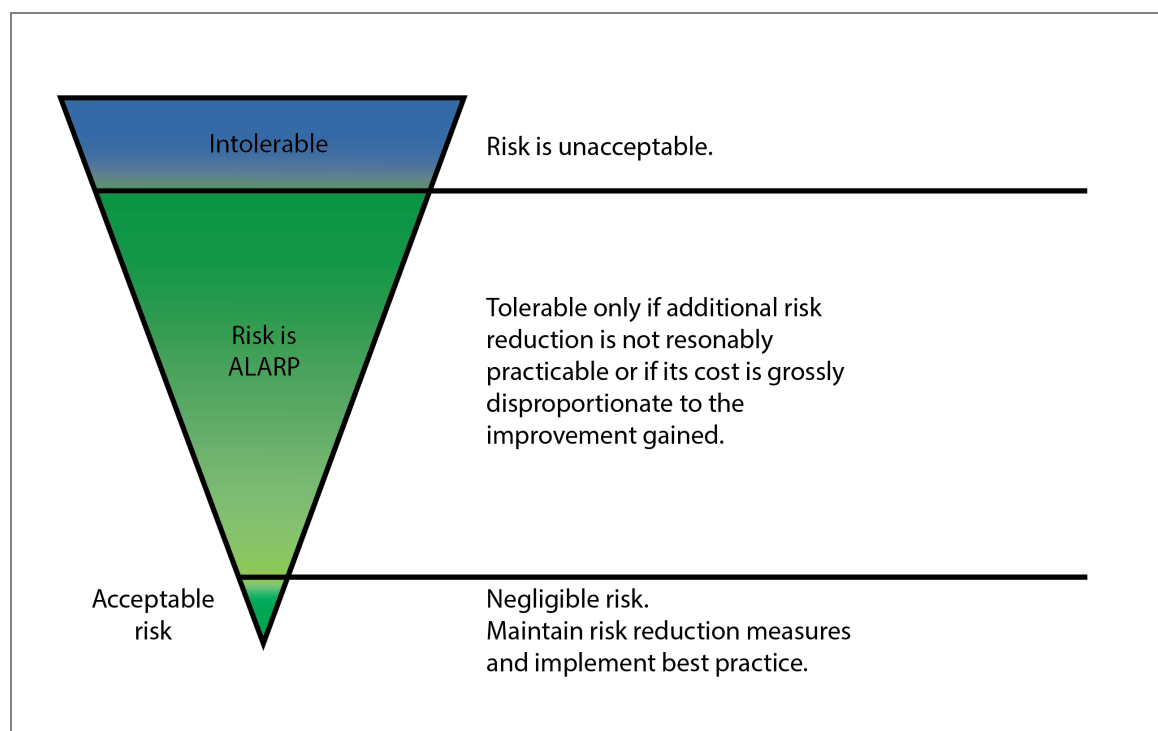 Intolerable
Risk is unacceptable.
Risk is
ALARP
Tolerable only if additional risk
reduction is not resonably
practicable or if its cost is grossly
disproportionate to the
improvement gained.
Acceptable
risk
Negligible risk.
Maintain risk reduction measures
and implement best practice.